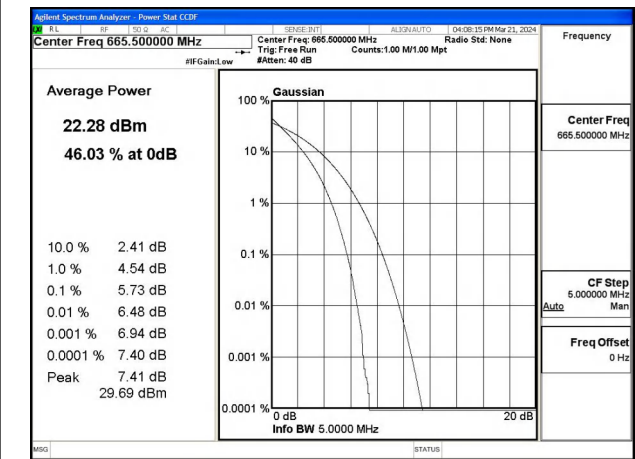 Agilent Spectrum Analyzer - Power Stat CCDF
RL RF 50 Ω AC SENSE:INT ALIGN AUTO 04:08:15 PM Mar 21, 2024
Center Freq 665.500000 MHz
Center Freq: 665.500000 MHz Radio Std: None
Trig: Free Run Counts:1.00 M/1.00 Mpt
#IFGain:Low #Atten: 40 dB
Frequency
Average Power
22.28 dBm
46.03 % at 0dB
10.0 % 2.41 dB
1.0 % 4.54 dB
0.1 % 5.73 dB
0.01 % 6.48 dB
0.001 % 6.94 dB
0.0001 % 7.40 dB
Peak 7.41 dB
29.69 dBm
Gaussian
100 %
10 %
1 %
0.1 %
0.01 %
0.001 %
0.0001 %
0 dB 20 dB
Info BW 5.0000 MHz
Center Freq
665.500000 MHz
CF Step
5.000000 MHz
Auto Man
Freq Offset
0 Hz
MSG STATUS